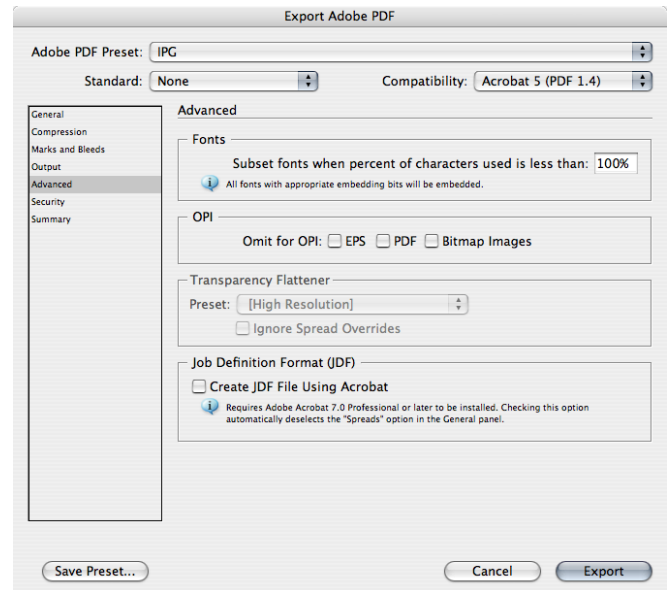 Export Adobe PDF
Adobe PDF Preset: IPG
Standard: None Compatibility: Acrobat 5 (PDF 1.4)
General
Compression
Marks and Bleeds
Output
Advanced
Security
Summary
Advanced
Fonts
Subset fonts when percent of characters used is less than: 100%
All fonts with appropriate embedding bits will be embedded.
OPI
Omit for OPI: EPS PDF Bitmap Images
Transparency Flattener
Preset: [High Resolution]
Ignore Spread Overrides
Job Definition Format (JDF)
Create JDF File Using Acrobat
Requires Adobe Acrobat 7.0 Professional or later to be installed. Checking this option
automatically deselects the "Spreads" option in the General panel.
Save Preset... Cancel Export